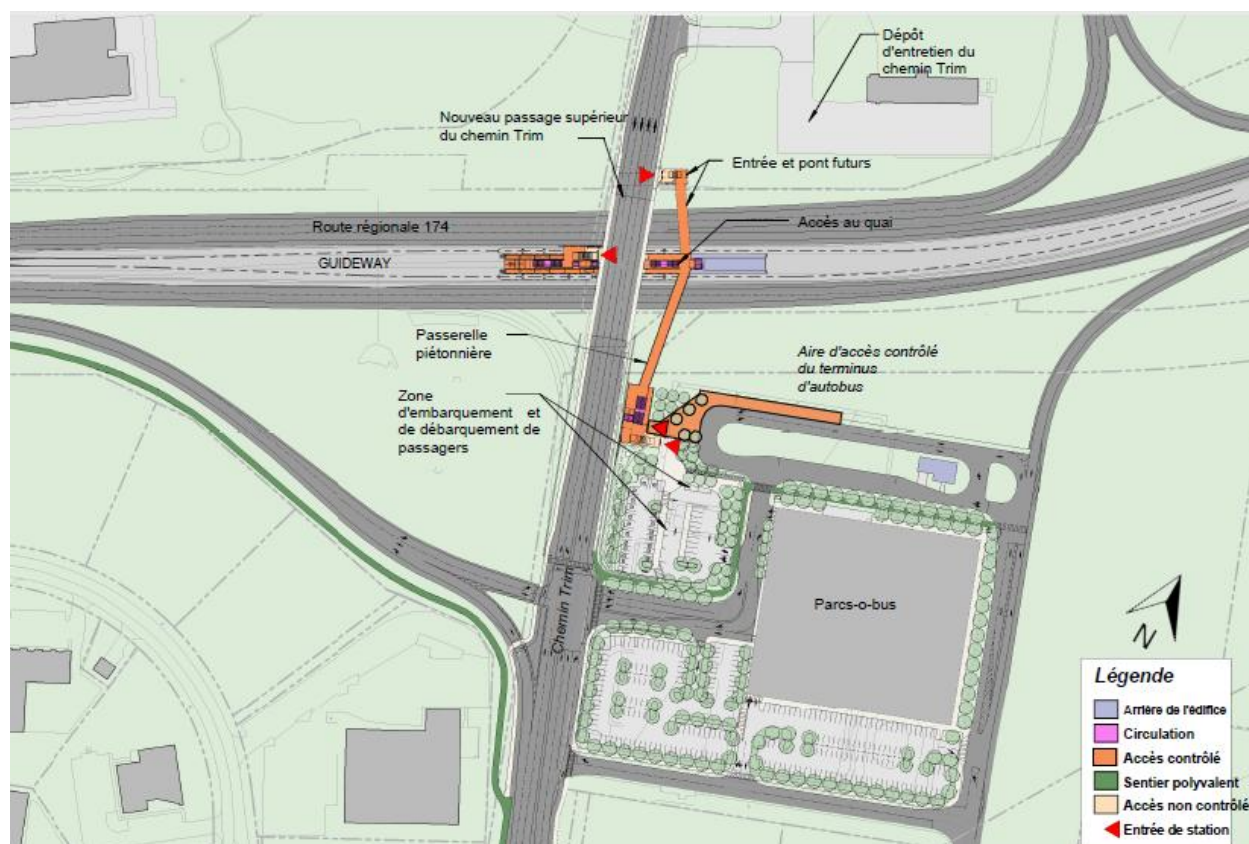 Dépôt
d'entretien du
chemin Trim
Nouveau passage supérieur
du chemin Trim
Entrée et pont futurs
Route régionale 174
Accès au quai
GUIDEWAY
Passerelle
piétonnière
Aire d'accès contrôlé
du terminus
d'autobus
Zone
d'embarquement et
de débarquement de
passagers
Chemin Trim
Parcs-o-bus
N
Légende
Arrière de l'édifice
Circulation
Accès contrôlé
Sentier polyvalent
Accès non contrôlé
Entrée de station